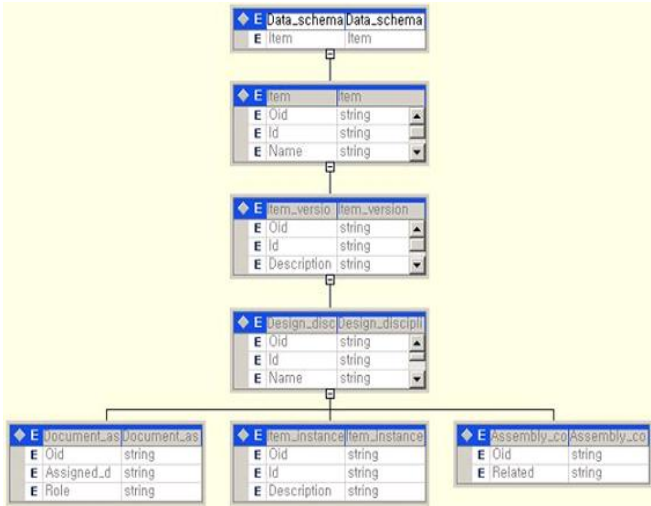 E Data_schema Data_schema
E Item Item
E Item Item
E Oid string
E Id string
E Name string
E Item_versio Item_version
E Oid string
E Id string
E Description string
E Design_disc Design_discipli
E Oid string
E Id string
E Name string
E Document_as Document_as
E Oid string
E Assigned_d string
E Role string
E Item_instance Item_instance
E Oid string
E Id string
E Description string
E Assembly_co Assembly_co
E Oid string
E Related string